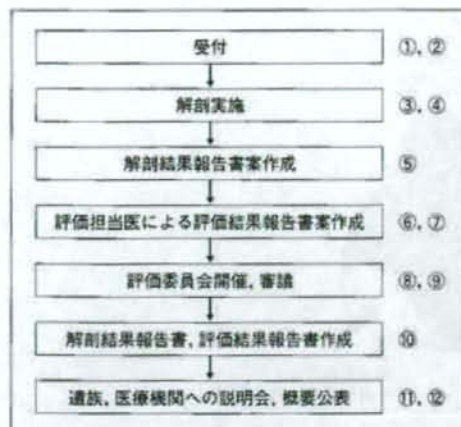 受付 ①, ②
解剖実施 ③, ④
解剖結果報告書案作成 ⑤
評価担当医による評価結果報告書案作成 ⑥, ⑦
評価委員会開催, 審議 ⑧, ⑨
解剖結果報告書, 評価結果報告書作成 ⑩
遺族, 医療機関への説明会, 概要公表 ⑪, ⑫